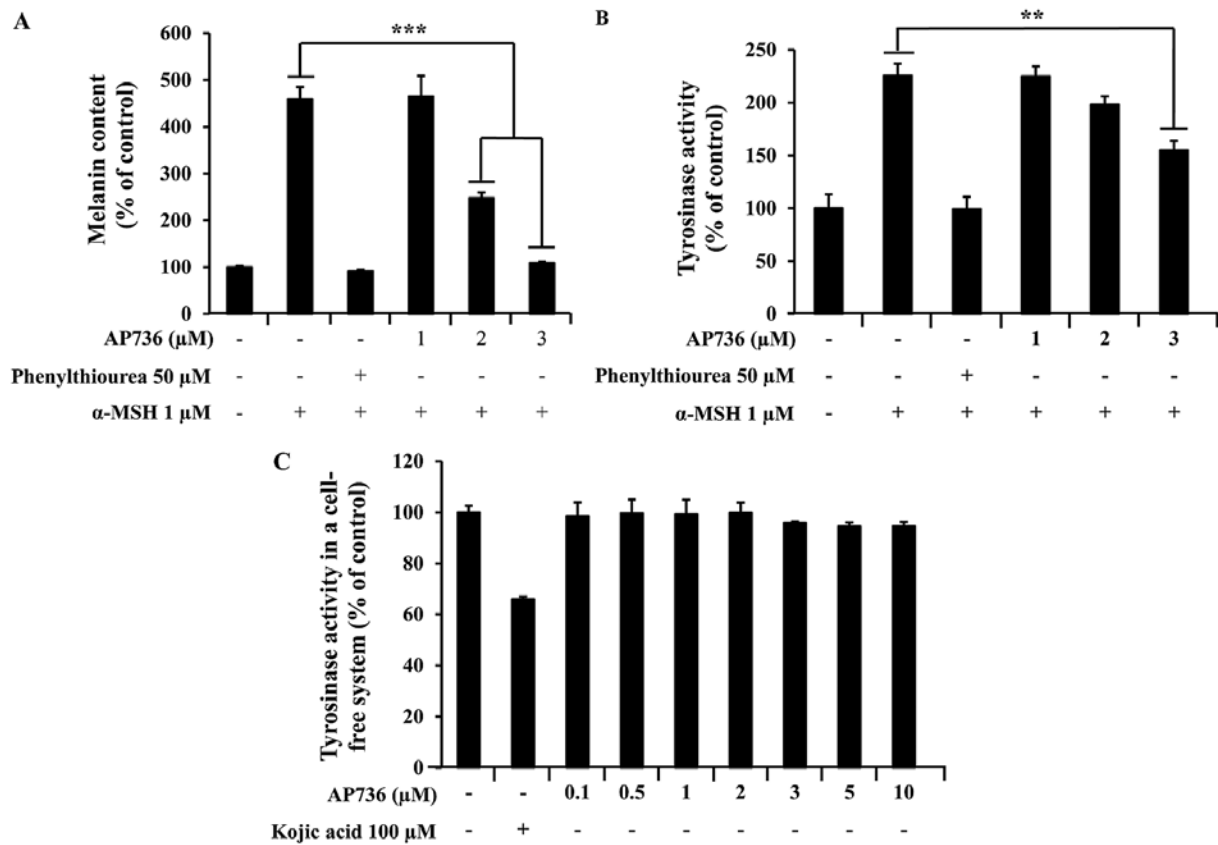 A
Melanin content
(% of control)
600
500
400
300
200
100
0
***
AP736 (µM) - - - 1 2 3
Phenylthiourea 50 µM - - + - - -
α-MSH 1 µM - + + + + +
B
Tyrosinase activity
(% of control)
250
200
150
100
50
0
**
AP736 (µM) - - - 1 2 3
Phenylthiourea 50 µM - - + - - -
α-MSH 1 µM - + + + + +
C
Tyrosinase activity in a cell-
free system (% of control)
120
100
80
60
40
20
0
AP736 (µM) - - 0.1 0.5 1 2 3 5 10
Kojic acid 100 µM - + - - - - - - -